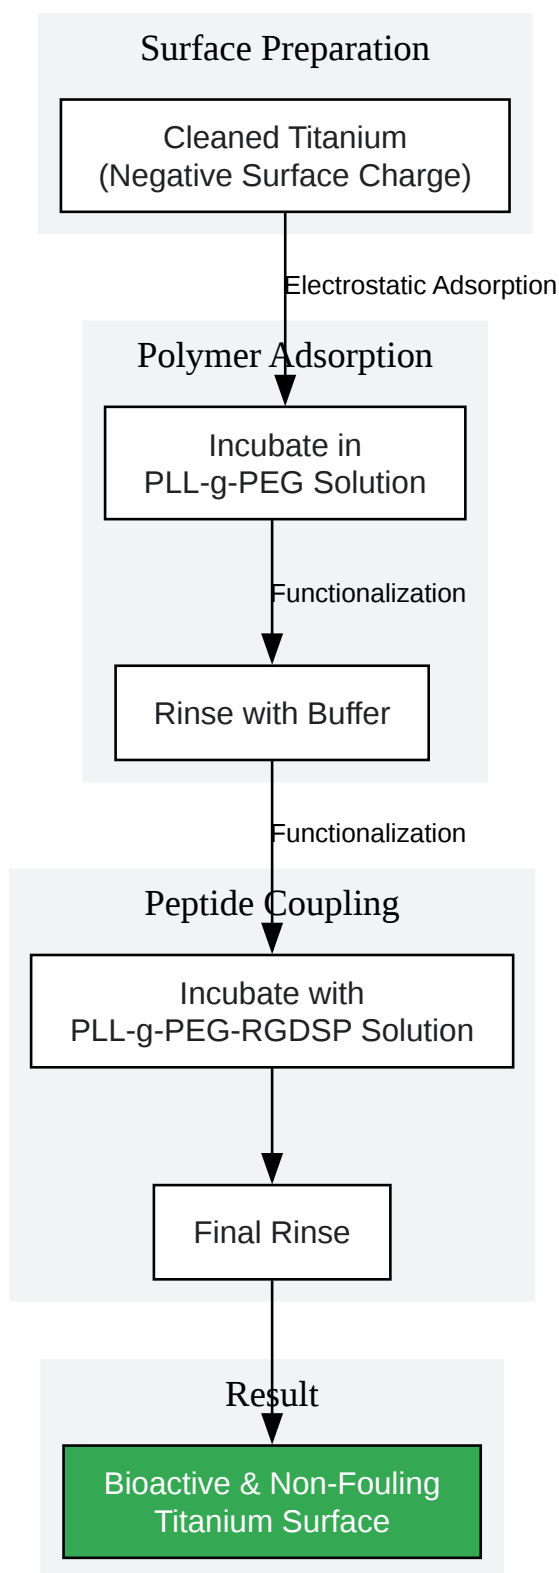 Surface Preparation
Cleaned Titanium
(Negative Surface Charge)
Electrostatic Adsorption
Polymer Adsorption
Incubate in
PLL-g-PEG Solution
Functionalization
Rinse with Buffer
Functionalization
Peptide Coupling
Incubate with
PLL-g-PEG-RGDSP Solution
Final Rinse
Result
Bioactive & Non-Fouling
Titanium Surface